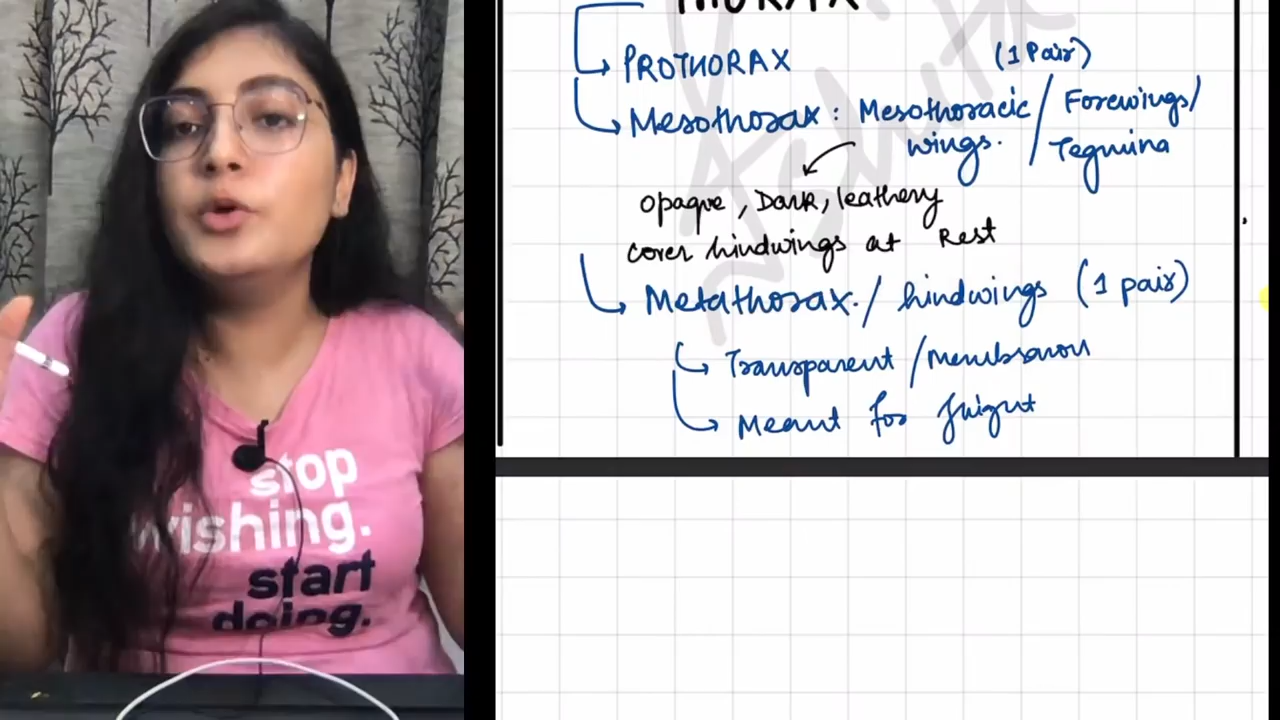 stop
wishing.
start
doing.
THORAX
PROTHORAX (1 Pair)
Mesothorax : Mesothoracic / Forewings/
wings. Tegmina
opaque, Dark, leathery
cover hindwings at Rest
Metathorax. / hindwings (1 pair)
Transparent / Membranous
Meant for flight